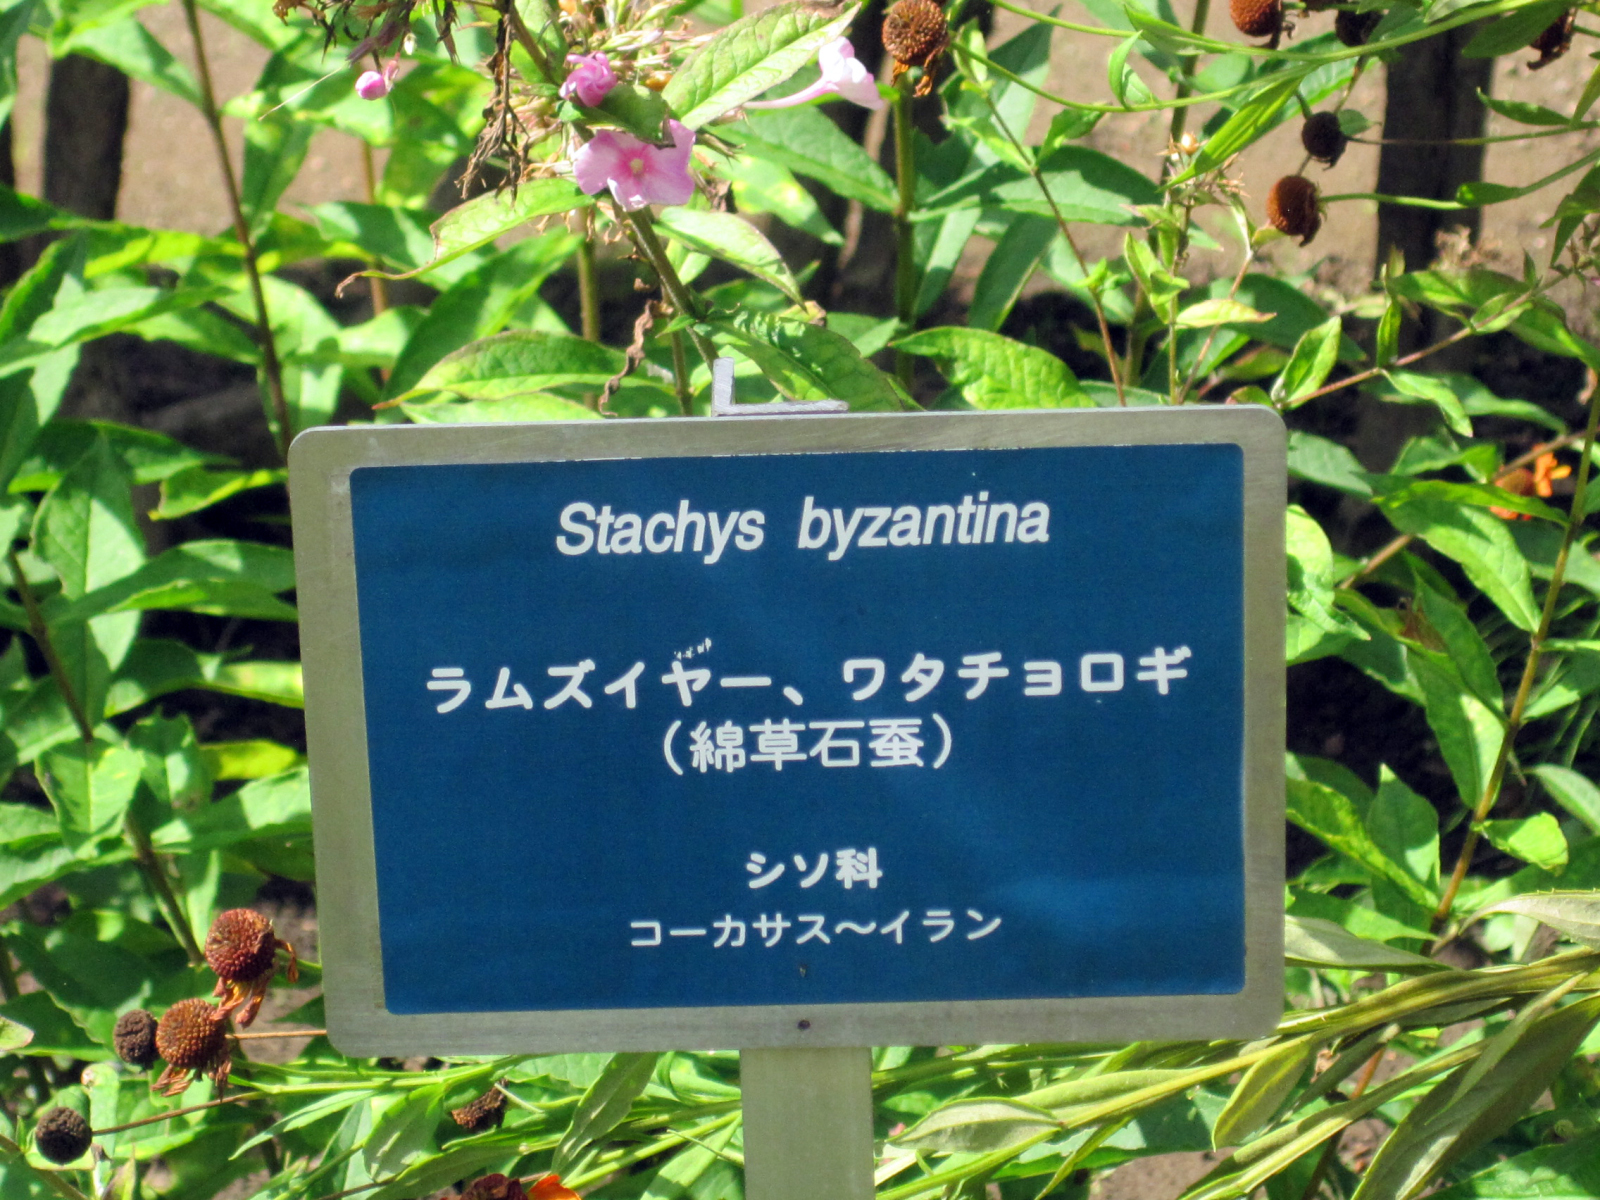 Stachys byzantina
ラムズイヤー、ワタチョロギ
（綿草石蚕）
シソ科
コーカサス～イラン